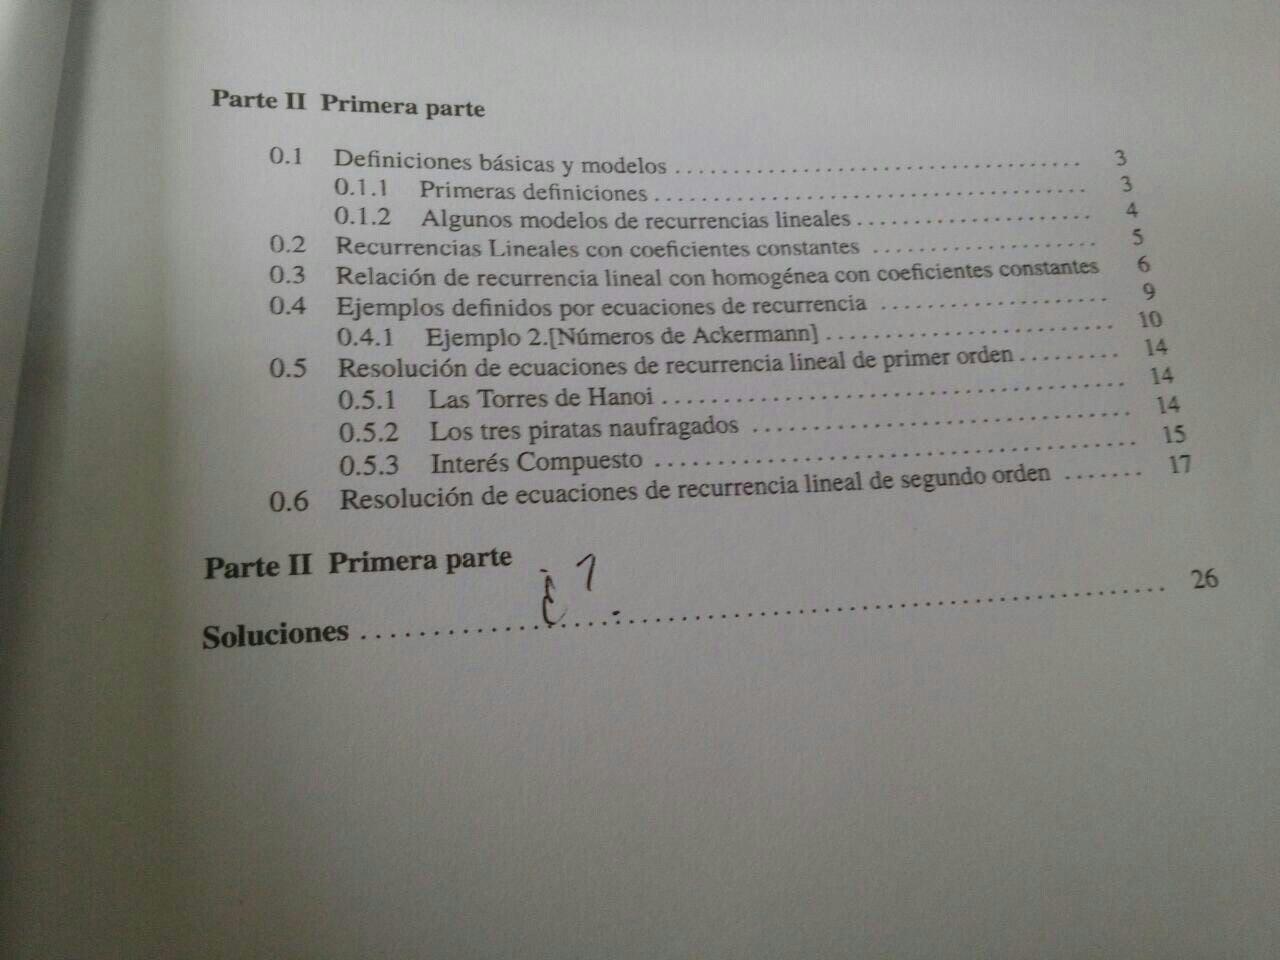 Parte II Primera parte
0.1 Definiciones básicas y modelos ................................ 3
0.1.1 Primeras definiciones ................................ 3
0.1.2 Algunos modelos de recurrencias lineales ................... 4
0.2 Recurrencias Lineales con coeficientes constantes .................. 5
0.3 Relación de recurrencia lineal con homogénea con coeficientes constantes 6
0.4 Ejemplos definidos por ecuaciones de recurrencia .................. 9
0.4.1 Ejemplo 2.[Números de Ackermann] ....................... 10
0.5 Resolución de ecuaciones de recurrencia lineal de primer orden ......... 14
0.5.1 Las Torres de Hanoi .................................... 14
0.5.2 Los tres piratas naufragados .............................. 14
0.5.3 Interés Compuesto ..................................... 15
0.6 Resolución de ecuaciones de recurrencia lineal de segundo orden ....... 17
Parte II Primera parte
Soluciones ................................................................ 26